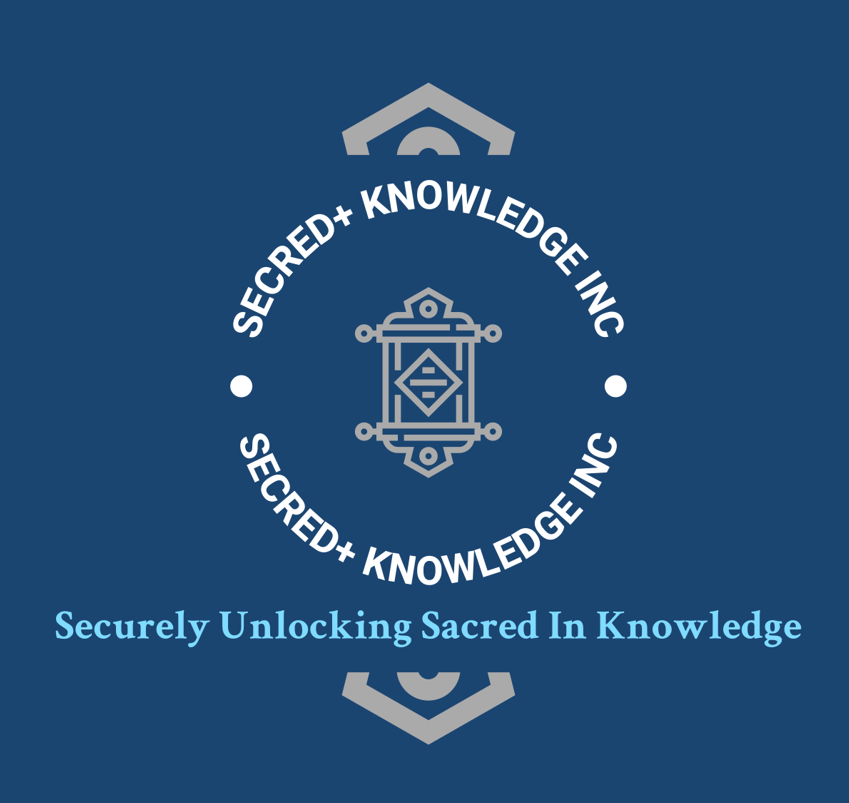 SECRED+ KNOWLEDGE INC
SECRED+ KNOWLEDGE INC
Securely Unlocking Sacred In Knowledge